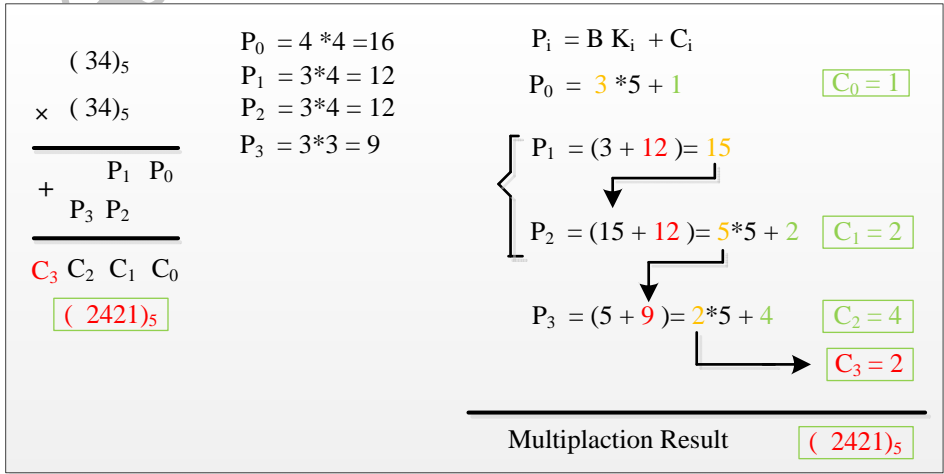 ( 34)₅
× ( 34)₅
+ P₁ P₀
P₃ P₂
C₃ C₂ C₁ C₀
( 2421)₅
P₀ = 4 *4 =16
P₁ = 3*4 = 12
P₂ = 3*4 = 12
P₃ = 3*3 = 9
Pᵢ = B Kᵢ + Cᵢ
P₀ = 3 *5 + 1 C₀ = 1
P₁ = (3 + 12 )= 15
P₂ = (15 + 12 )= 5*5 + 2 C₁ = 2
P₃ = (5 + 9 )= 2*5 + 4 C₂ = 4
C₃ = 2
Multiplaction Result ( 2421)₅